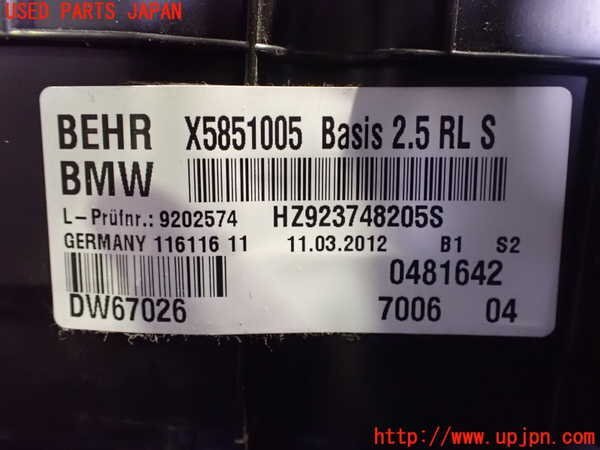 USED PARTS JAPAN
BEHR X5851005 Basis 2.5 RL S
BMW
L-Prüfnr.: 9202574 HZ923748205S
GERMANY 116116 11 11.03.2012 B1 S2
0481642
DW67026 7006 04
http://www.upjpn.com/